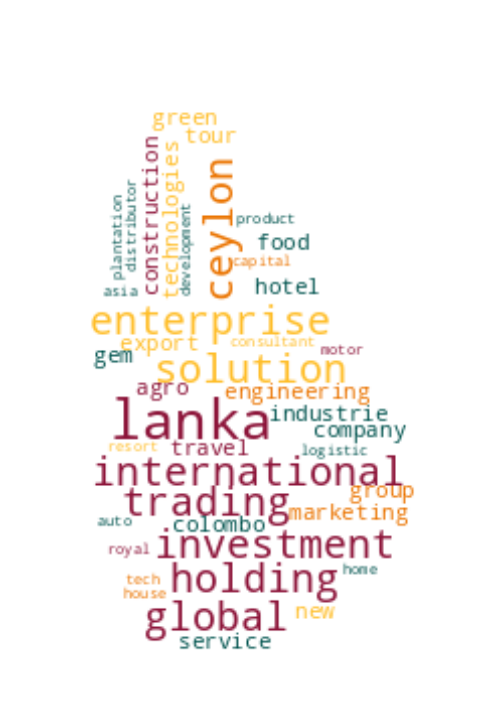 green
tour
construction
technologies
ceylon
plantation
distributor
development
product
food
capital
asia
hotel
enterprise
export
consultant
gem
motor
solution
agro
engineering
lanka
industrie
company
resort
travel
logistic
international
group
trading
marketing
auto
colombo
royal
investment
tech
holding
home
house
global
new
service